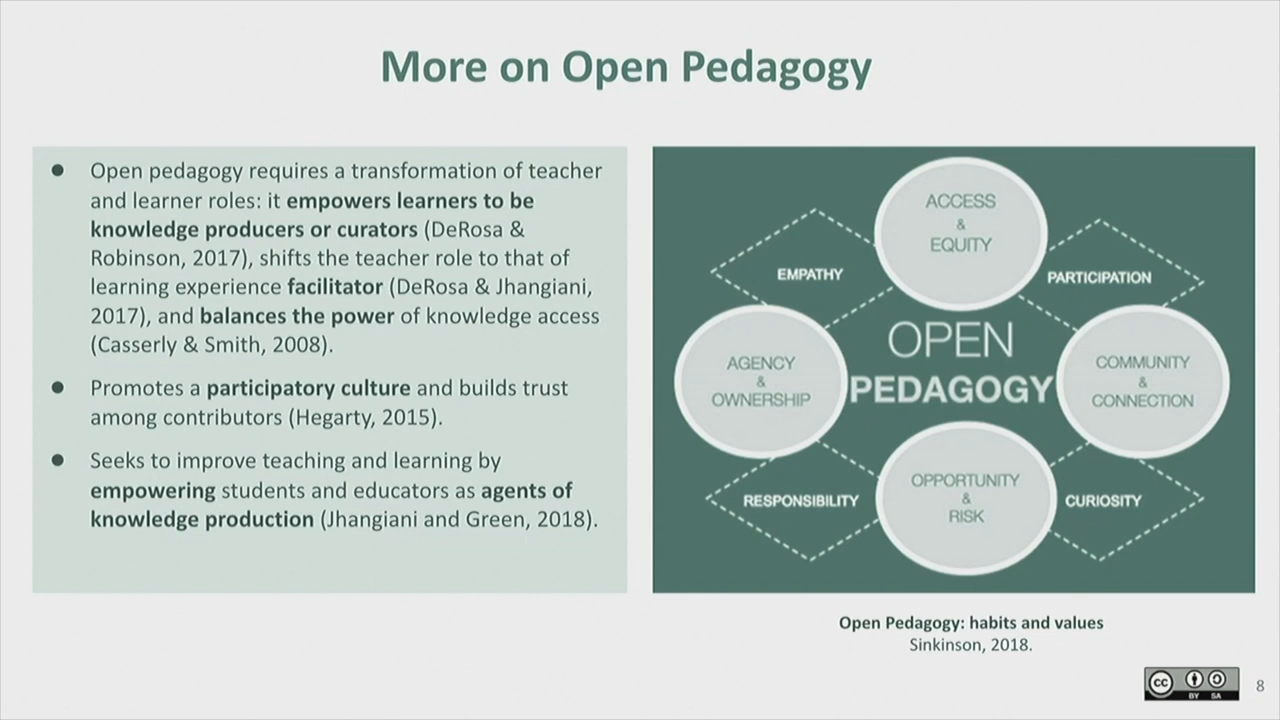 More on Open Pedagogy
● Open pedagogy requires a transformation of teacher
and learner roles: it empowers learners to be
knowledge producers or curators (DeRosa &
Robinson, 2017), shifts the teacher role to that of
learning experience facilitator (DeRosa & Jhangiani,
2017), and balances the power of knowledge access
(Casserly & Smith, 2008).
● Promotes a participatory culture and builds trust
among contributors (Hegarty, 2015).
● Seeks to improve teaching and learning by
empowering students and educators as agents of
knowledge production (Jhangiani and Green, 2018).
ACCESS
&
EQUITY
EMPATHY
PARTICIPATION
OPEN
PEDAGOGY
AGENCY
&
OWNERSHIP
COMMUNITY
&
CONNECTION
RESPONSIBILITY
OPPORTUNITY
&
RISK
CURIOSITY
Open Pedagogy: habits and values
Sinkinson, 2018.
cc
BY SA
8